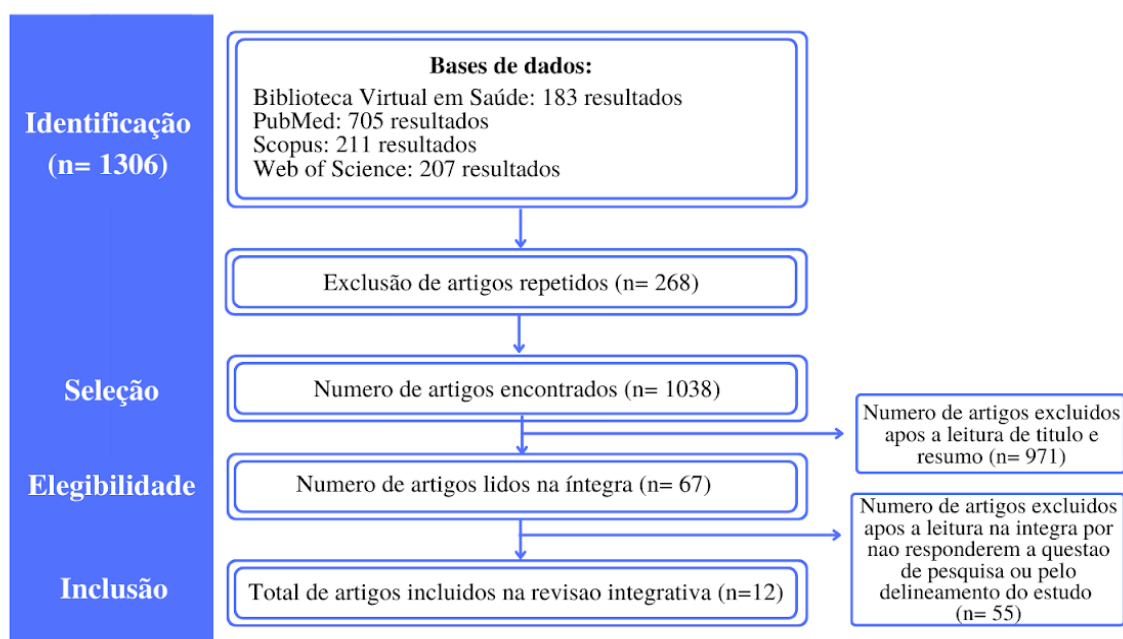 Identificação
(n= 1306)
Bases de dados:
Biblioteca Virtual em Saúde: 183 resultados
PubMed: 705 resultados
Scopus: 211 resultados
Web of Science: 207 resultados
Exclusão de artigos repetidos (n= 268)
Seleção
Numero de artigos encontrados (n= 1038)
Numero de artigos excluidos
apos a leitura de titulo e
resumo (n= 971)
Elegibilidade
Numero de artigos lidos na íntegra (n= 67)
Numero de artigos excluidos
apos a leitura na integra por
nao responderem a questao
de pesquisa ou pelo
delineamento do estudo
(n= 55)
Inclusão
Total de artigos incluidos na revisao integrativa (n=12)